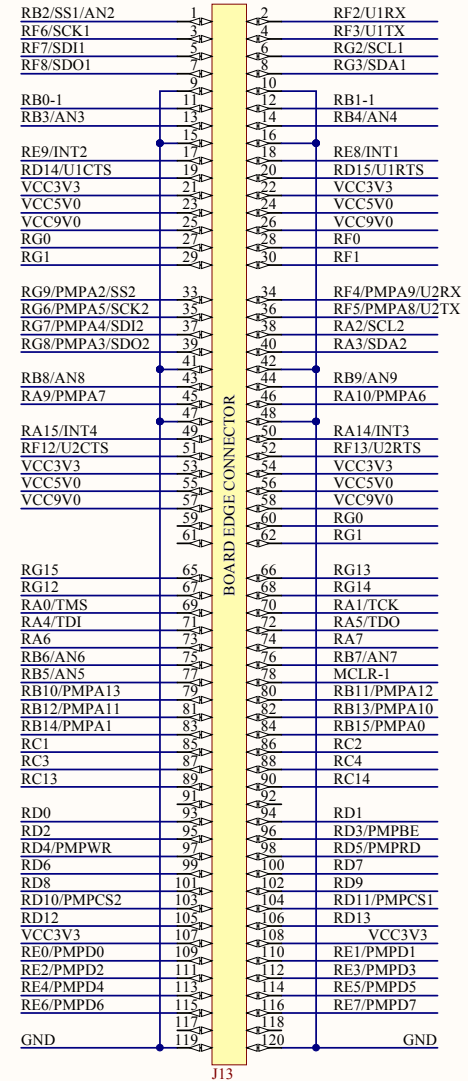 RB2/SS1/AN2 1 2 RF2/U1RX
RF6/SCK1 3 4 RF3/U1TX
RF7/SDI1 5 6 RG2/SCL1
RF8/SDO1 7 8 RG3/SDA1
9 10
RB0-1 11 12 RB1-1
RB3/AN3 13 14 RB4/AN4
15 16
RE9/INT2 17 18 RE8/INT1
RD14/U1CTS 19 20 RD15/U1RTS
VCC3V3 21 22 VCC3V3
VCC5V0 23 24 VCC5V0
VCC9V0 25 26 VCC9V0
RG0 27 28 RF0
RG1 29 30 RF1
RG9/PMPA2/SS2 33 34 RF4/PMPA9/U2RX
RG6/PMPA5/SCK2 35 36 RF5/PMPA8/U2TX
RG7/PMPA4/SDI2 37 38 RA2/SCL2
RG8/PMPA3/SDO2 39 40 RA3/SDA2
41 42
RB8/AN8 43 44 RB9/AN9
RA9/PMPA7 45 46 RA10/PMPA6
47 48
RA15/INT4 49 50 RA14/INT3
RF12/U2CTS 51 52 RF13/U2RTS
VCC3V3 53 54 VCC3V3
VCC5V0 55 56 VCC5V0
VCC9V0 57 58 VCC9V0
59 60 RG0
61 62 RG1
BOARD EDGE CONNECTOR
RG15 65 66 RG13
RG12 67 68 RG14
RA0/TMS 69 70 RA1/TCK
RA4/TDI 71 72 RA5/TDO
RA6 73 74 RA7
RB6/AN6 75 76 RB7/AN7
RB5/AN5 77 78 MCLR-1
RB10/PMPA13 79 80 RB11/PMPA12
RB12/PMPA11 81 82 RB13/PMPA10
RB14/PMPA1 83 84 RB15/PMPA0
RC1 85 86 RC2
RC3 87 88 RC4
RC13 89 90 RC14
91 92
RD0 93 94 RD1
RD2 95 96 RD3/PMPBE
RD4/PMPWR 97 98 RD5/PMPRD
RD6 99 100 RD7
RD8 101 102 RD9
RD10/PMPCS2 103 104 RD11/PMPCS1
RD12 105 106 RD13
VCC3V3 107 108 VCC3V3
RE0/PMPD0 109 110 RE1/PMPD1
RE2/PMPD2 111 112 RE3/PMPD3
RE4/PMPD4 113 114 RE5/PMPD5
RE6/PMPD6 115 116 RE7/PMPD7
117 118
GND 119 120 GND
J13